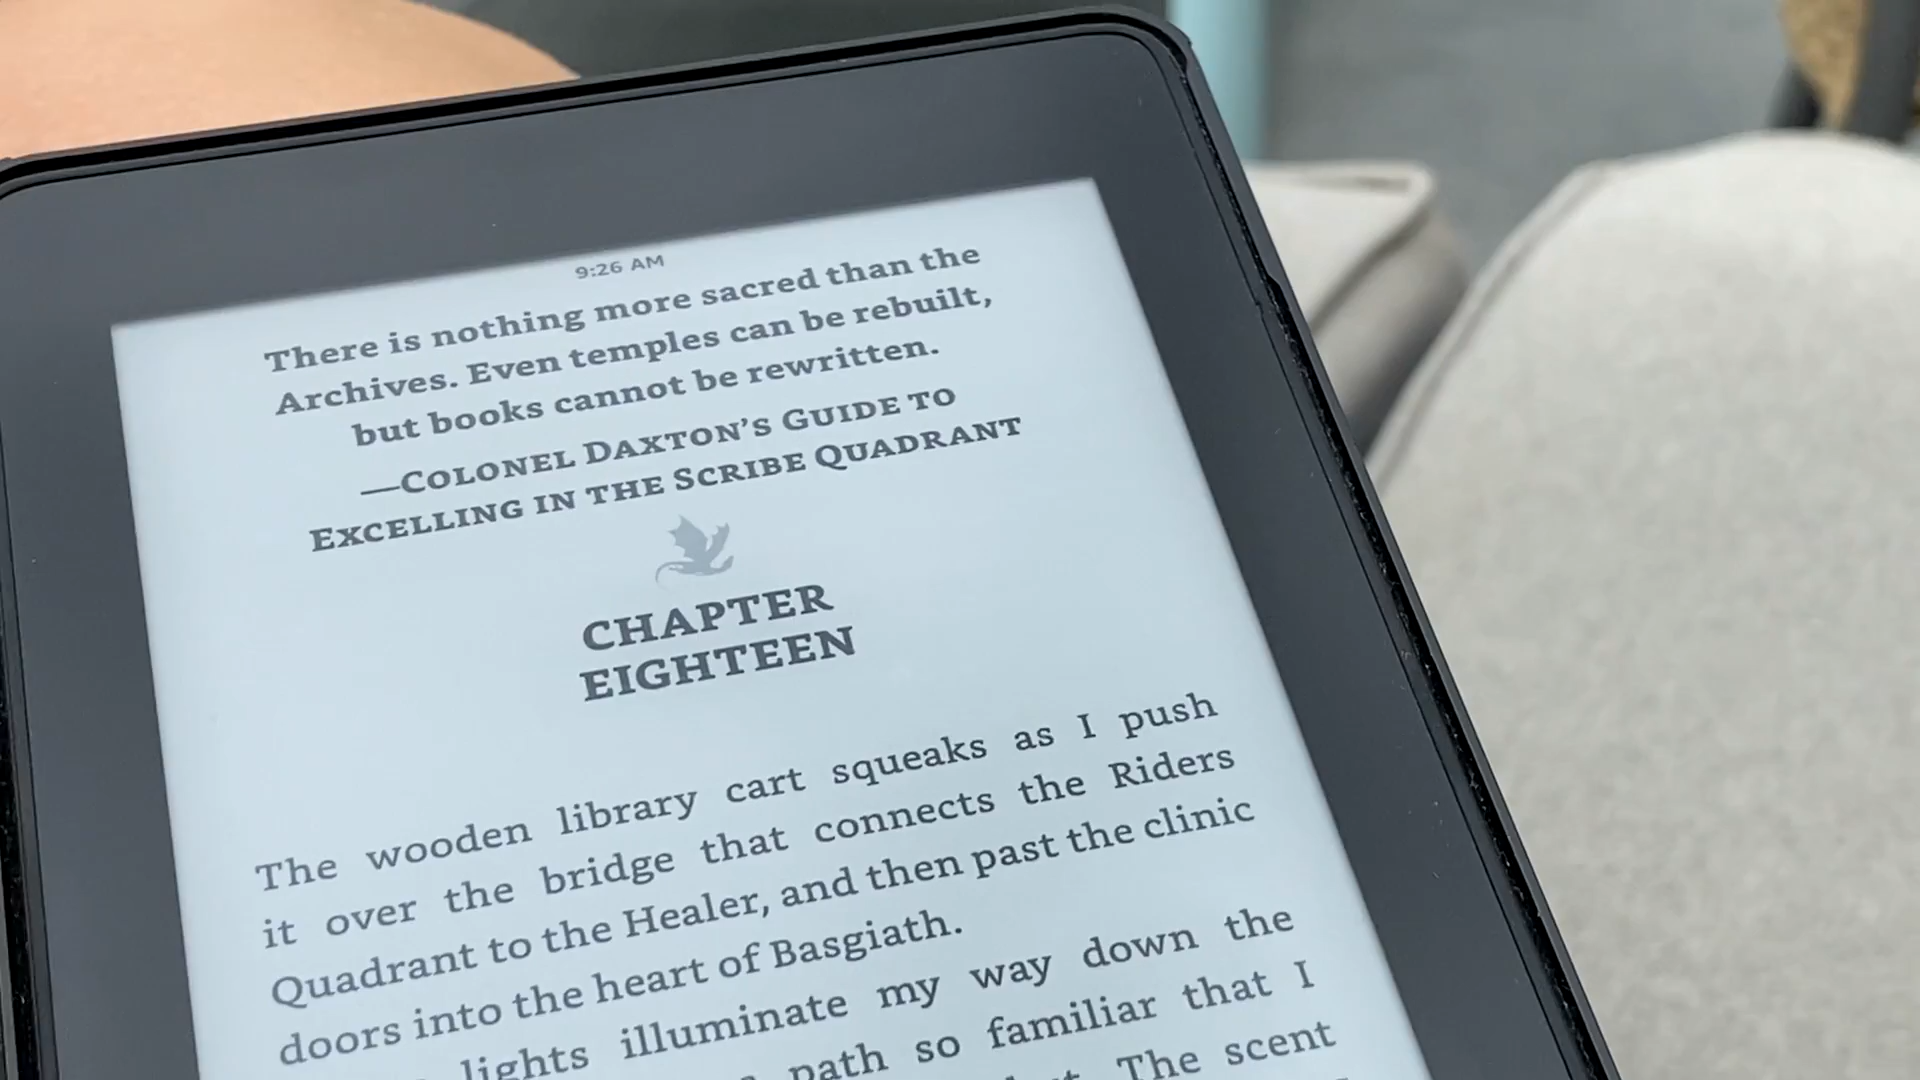 9:26 AM
There is nothing more sacred than the
Archives. Even temples can be rebuilt,
but books cannot be rewritten.
—COLONEL DAXTON'S GUIDE TO
EXCELLING IN THE SCRIBE QUADRANT
CHAPTER
EIGHTEEN
The wooden library cart squeaks as I push
it over the bridge that connects the Riders
Quadrant to the Healer, and then past the clinic
doors into the heart of Basgiath.
lights illuminate my way down the
path so familiar that I
The scent